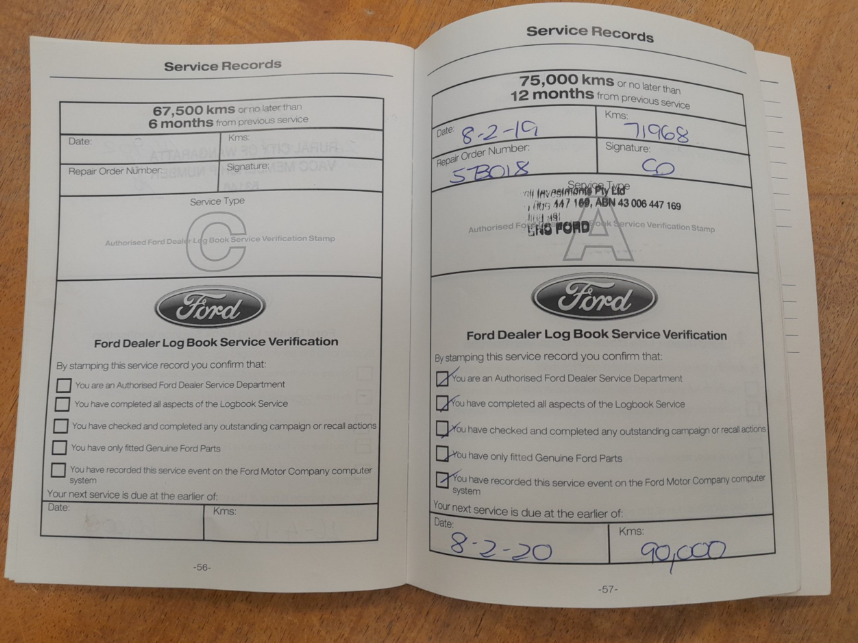 Service Records
67,500 kms or no later than
6 months from previous service
Date:
Kms:
Repair Order Number:
Signature:
Service Type
C
Authorised Ford Dealer Log Book Service Verification Stamp
Ford
Ford Dealer Log Book Service Verification
By stamping this service record you confirm that:
You are an Authorised Ford Dealer Service Department
You have completed all aspects of the Logbook Service
You have checked and completed any outstanding campaign or recall actions
You have only fitted Genuine Ford Parts
You have recorded this service event on the Ford Motor Company computer
system
Your next service is due at the earlier of:
Date:
Kms:
-56-
Service Records
75,000 kms or no later than
12 months from previous service
Date: 8-2-19
Kms: 71968
Repair Order Number:
Signature:
Service Type
Investments Pty Ltd
447 169, ABN 43 006 447 169
FORD
A
Authorised Book Service Verification Stamp
Ford
Ford Dealer Log Book Service Verification
By stamping this service record you confirm that:
You are an Authorised Ford Dealer Service Department
You have completed all aspects of the Logbook Service
You have checked and completed any outstanding campaign or recall actions
You have only fitted Genuine Ford Parts
You have recorded this service event on the Ford Motor Company computer
system
Your next service is due at the earlier of:
Date: 8-2-20
Kms: 90,000
-57-